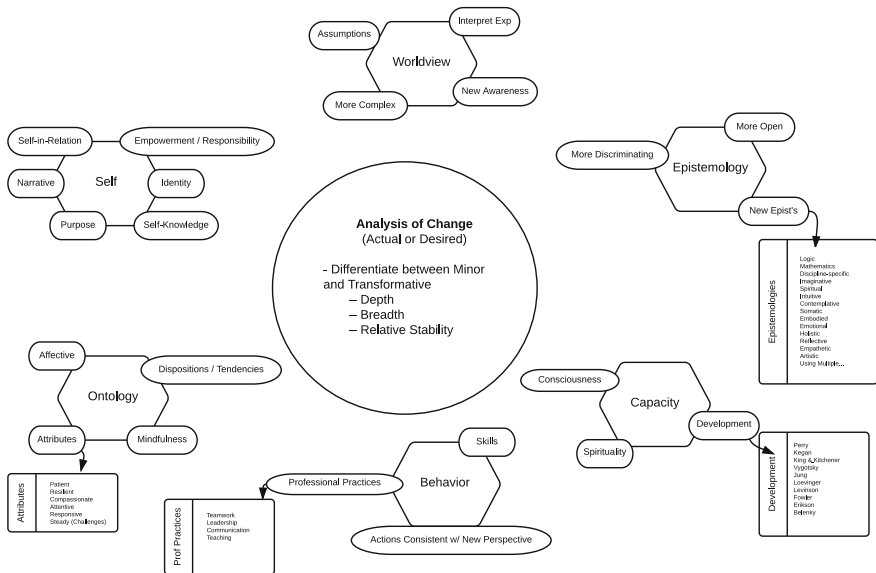 Interpret Exp
Assumptions
Worldview
New Awareness
More Complex
Self-in-Relation
Empowerment / Responsibility
Narrative
Self
Identity
Purpose
Self-Knowledge
More Open
More Discriminating
Epistemology
New Epist's
Analysis of Change
(Actual or Desired)
- Differentiate between Minor
and Transformative
– Depth
– Breadth
– Relative Stability
Epistemologies
Logic
Mathematics
Discipline-specific
Imaginative
Spiritual
Intuitive
Contemplative
Somatic
Embodied
Emotional
Holistic
Reflective
Empathetic
Artistic
Using Multiple...
Affective
Dispositions / Tendencies
Ontology
Attributes
Mindfulness
Attributes
Patient
Resilient
Compassionate
Attentive
Responsive
Steady (Challenges)
Skills
Professional Practices
Behavior
Actions Consistent w/ New Perspective
Prof Practices
Teamwork
Leadership
Communication
Teaching
Consciousness
Capacity
Development
Spirituality
Development
Perry
Kegan
King & Kitchener
Vygotsky
Jung
Loevinger
Levinson
Fowler
Erikson
Belenky